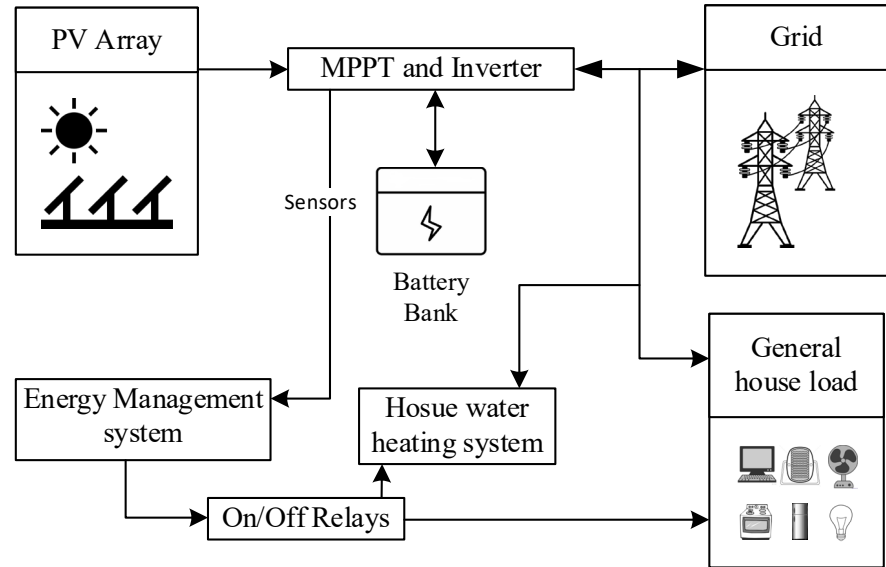 PV Array
MPPT and Inverter
Grid
Sensors
Battery
Bank
General
house load
Energy Management
system
Hosue water
heating system
On/Off Relays